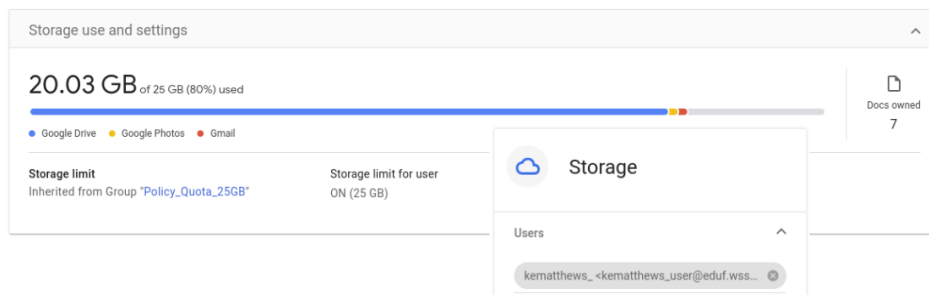 Storage use and settings
20.03 GB of 25 GB (80%) used
Google Drive Google Photos Gmail
Docs owned
7
Storage limit
Inherited from Group "Policy_Quota_25GB"
Storage limit for user
ON (25 GB)
Storage
Users
kematthews_ <kematthews_user@eduf.wss...